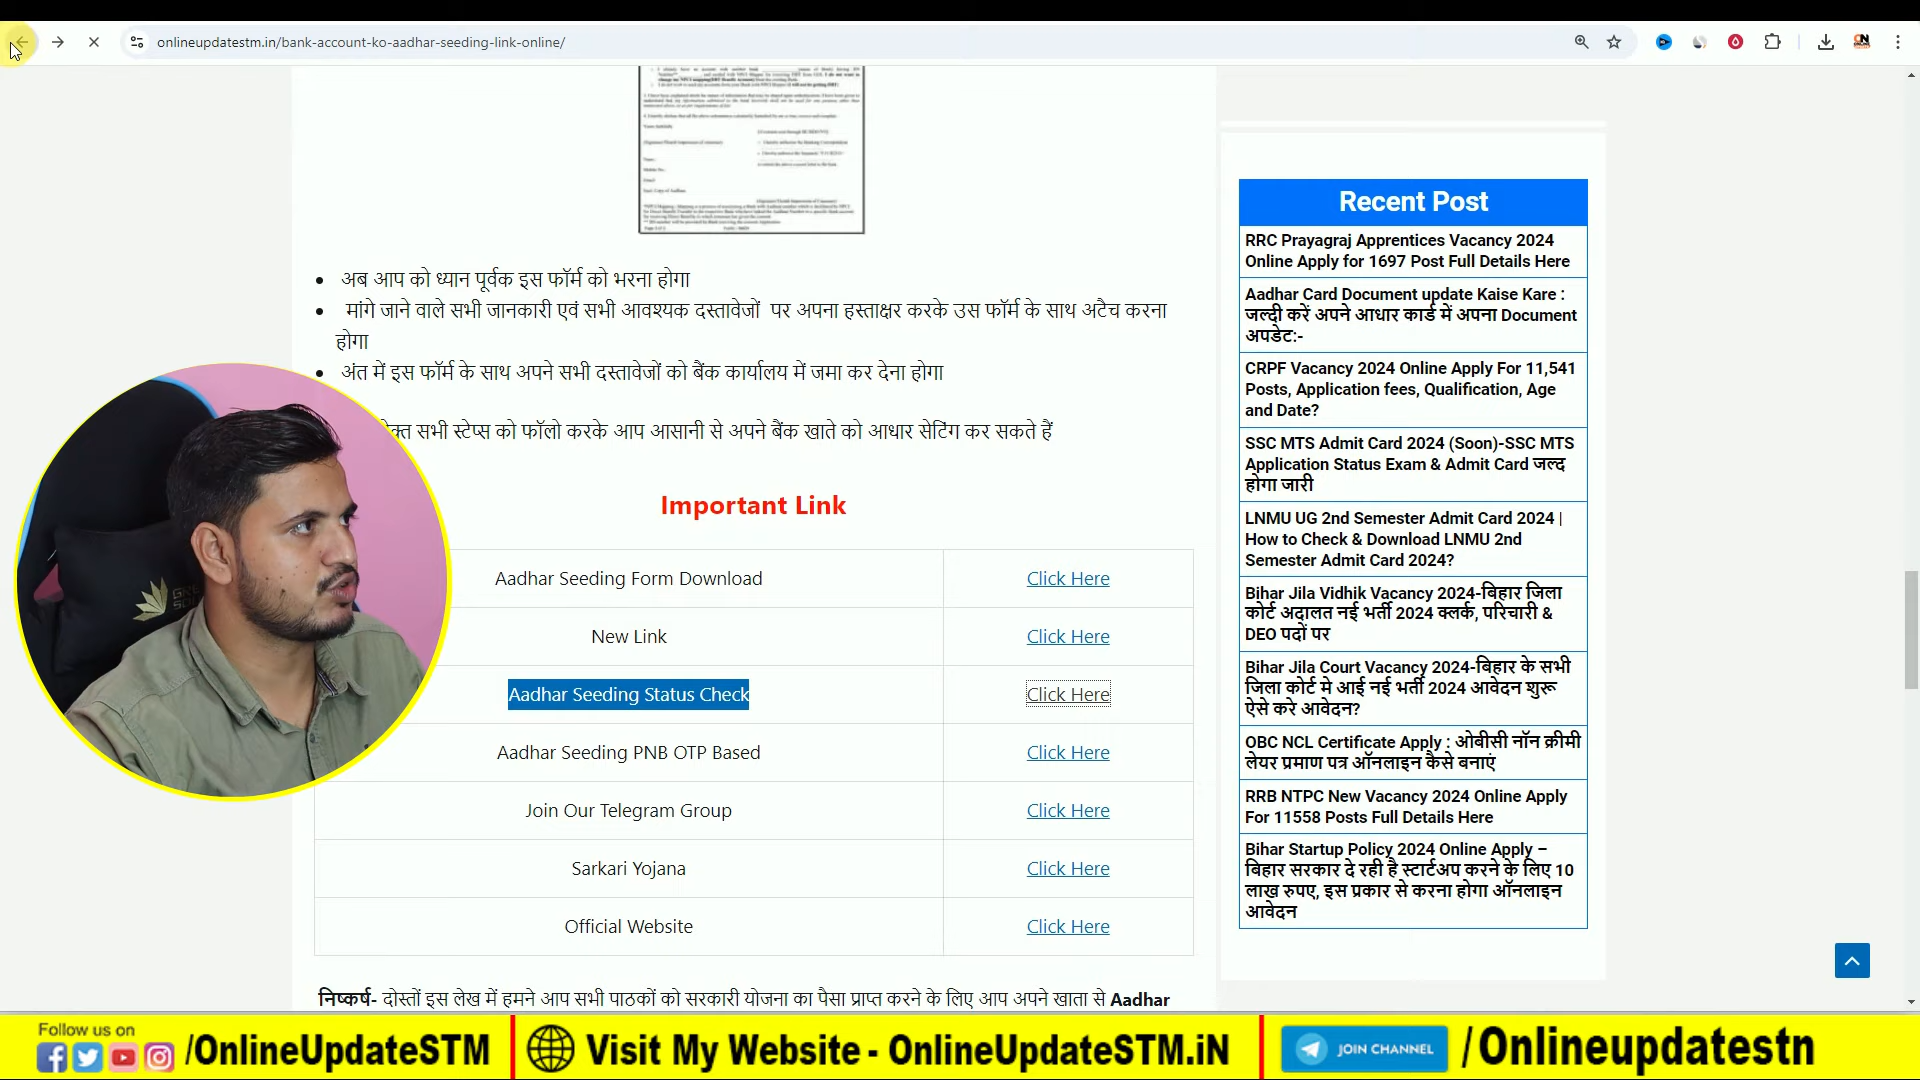 onlineupdatestm.in/bank-account-ko-aadhar-seeding-link-online/
अब आप को ध्यान पूर्वक इस फॉर्म को भरना होगा
मांगे जाने वाले सभी जानकारी एवं सभी आवश्यक दस्तावेजों पर अपना हस्ताक्षर करके उस फॉर्म के साथ अटैच करना
होगा
अंत में इस फॉर्म के साथ अपने सभी दस्तावेजों को बैंक कार्यालय में जमा कर देना होगा
सभी स्टेप्स को फॉलो करके आप आसानी से अपने बैंक खाते को आधार सेटिंग कर सकते हैं
Important Link
Aadhar Seeding Form Download Click Here
New Link Click Here
Aadhar Seeding Status Check Click Here
Aadhar Seeding PNB OTP Based Click Here
Join Our Telegram Group Click Here
Sarkari Yojana Click Here
Official Website Click Here
निष्कर्ष- दोस्तों इस लेख में हमने आप सभी पाठकों को सरकारी योजना का पैसा प्राप्त करने के लिए आप अपने खाता से Aadhar
Recent Post
RRC Prayagraj Apprentices Vacancy 2024
Online Apply for 1697 Post Full Details Here
Aadhar Card Document update Kaise Kare :
जल्दी करें अपने आधार कार्ड में अपना Document
अपडेट:-
CRPF Vacancy 2024 Online Apply For 11,541
Posts, Application fees, Qualification, Age
and Date?
SSC MTS Admit Card 2024 (Soon)-SSC MTS
Application Status Exam & Admit Card जल्द
होगा जारी
LNMU UG 2nd Semester Admit Card 2024 |
How to Check & Download LNMU 2nd
Semester Admit Card 2024?
Bihar Jila Vidhik Vacancy 2024-बिहार जिला
कोर्ट अदालत नई भर्ती 2024 क्लर्क, परिचारी &
DEO पदों पर
Bihar Jila Court Vacancy 2024-बिहार के सभी
जिला कोर्ट मे आई नई भर्ती 2024 आवेदन शुरू
ऐसे करे आवेदन?
OBC NCL Certificate Apply : ओबीसी नॉन क्रीमी
लेयर प्रमाण पत्र ऑनलाइन कैसे बनाएं
RRB NTPC New Vacancy 2024 Online Apply
For 11558 Posts Full Details Here
Bihar Startup Policy 2024 Online Apply –
बिहार सरकार दे रही है स्टार्टअप करने के लिए 10
लाख रुपए, इस प्रकार से करना होगा ऑनलाइन
आवेदन
Follow us on
/OnlineUpdateSTM
Visit My Website - OnlineUpdateSTM.iN
JOIN CHANNEL
/Onlineupdatestn